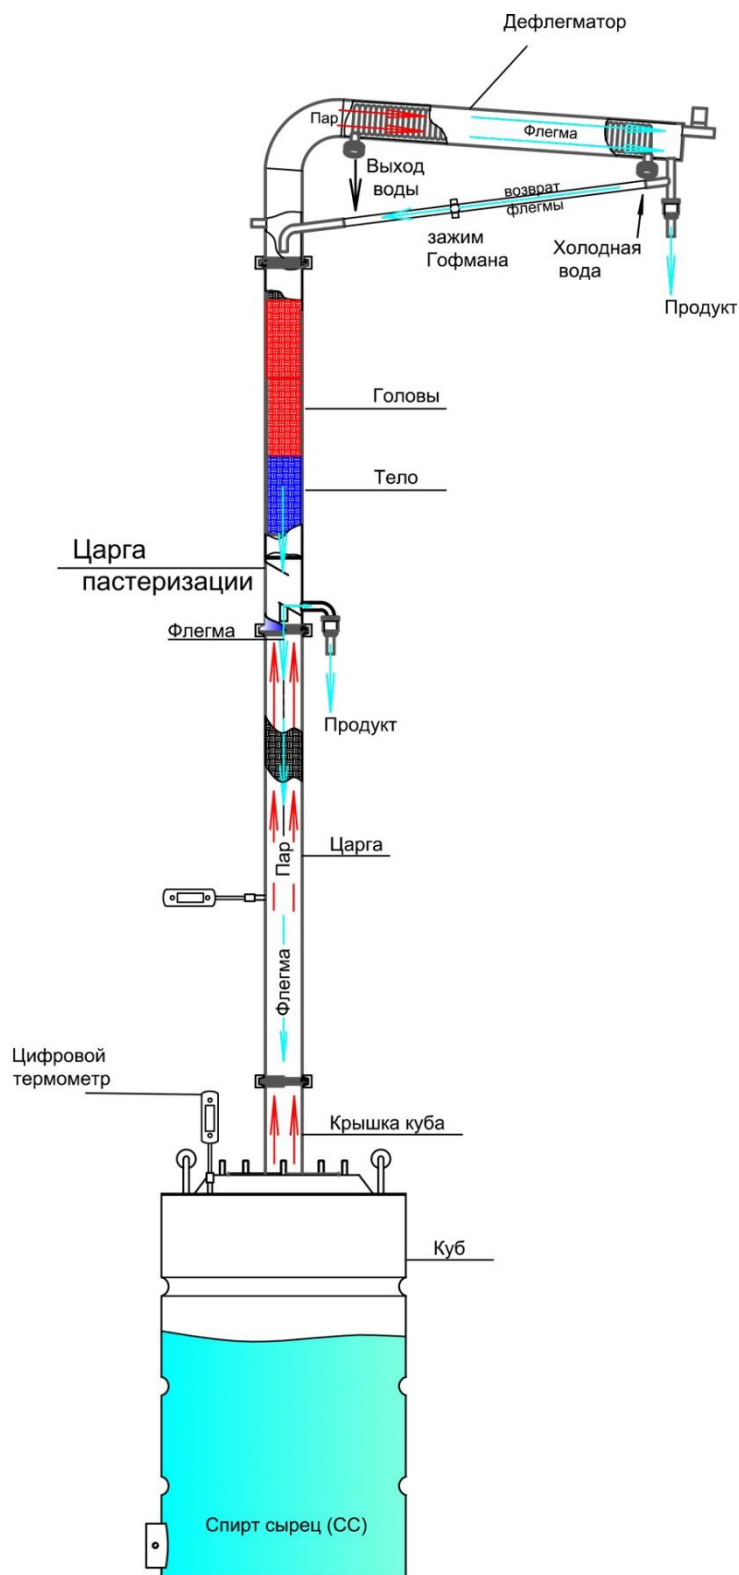 Дефлегматор
Пар
Флегма
Выход
воды
возврат
флегмы
зажим
Гофмана
Холодная
вода
Продукт
Головы
Тело
Царга
пастеризации
Флегма
Продукт
Царга
Пар
Флегма
Цифровой
термометр
Крышка куба
Куб
Спирт сырец (СС)